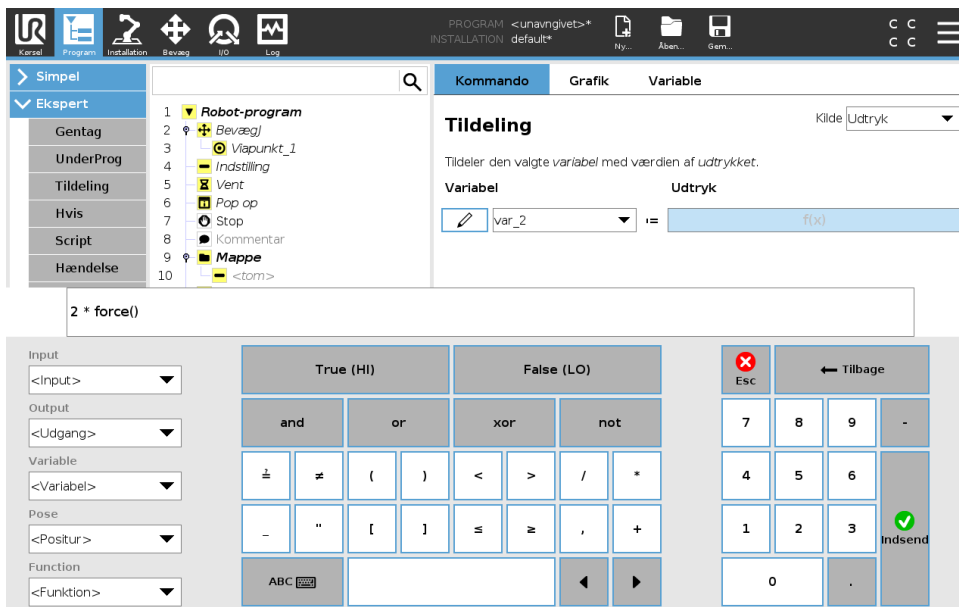 PROGRAM <unavngivet>*
INSTALLATION default*
Kørsel
Program
Installation
Bevæg
I/O
Log
Ny...
Åben...
Gem...
C C
C C
Simpel
Ekspert
Gentag
UnderProg
Tildeling
Hvis
Script
Hændelse
1 Robot-program
2 BevægJ
3 Viapunkt_1
4 Indstilling
5 Vent
6 Pop op
7 Stop
8 Kommentar
9 Mappe
10 <tom>
Kommando
Grafik
Variable
Tildeling
Kilde Udtryk
Tildeler den valgte variabel med værdien af udtrykket.
Variabel
Udtryk
var_2
:=
f(x)
2 * force()
Input
<Input>
Output
<Udgang>
Variable
<Variabel>
Pose
<Positur>
Function
<Funktion>
True (HI)
False (LO)
and
or
xor
not
≟ ≠ ( ) < > / *
_ " [ ] ≤ ≥ , +
ABC
Esc
Tilbage
7 8 9 -
4 5 6
1 2 3
Indsend
0 .